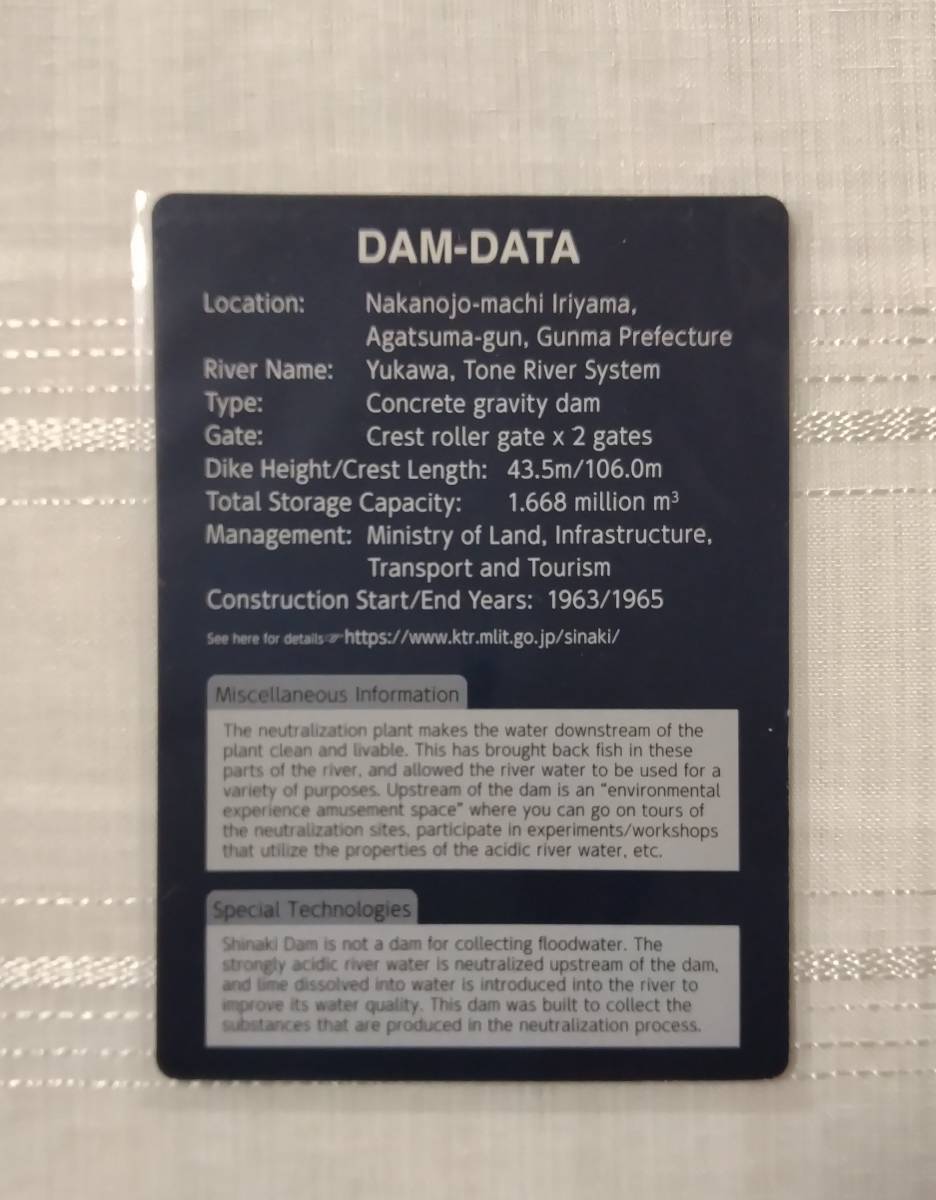 DAM-DATA
Location: Nakanojo-machi Iriyama,
Agatsuma-gun, Gunma Prefecture
River Name: Yukawa, Tone River System
Type: Concrete gravity dam
Gate: Crest roller gate x 2 gates
Dike Height/Crest Length: 43.5m/106.0m
Total Storage Capacity: 1.668 million m³
Management: Ministry of Land, Infrastructure,
Transport and Tourism
Construction Start/End Years: 1963/1965
See here for details☞https://www.ktr.mlit.go.jp/sinaki/
Miscellaneous Information
The neutralization plant makes the water downstream of the
plant clean and livable. This has brought back fish in these
parts of the river, and allowed the river water to be used for a
variety of purposes. Upstream of the dam is an "environmental
experience amusement space" where you can go on tours of
the neutralization sites, participate in experiments/workshops
that utilize the properties of the acidic river water, etc.
Special Technologies
Shinaki Dam is not a dam for collecting floodwater. The
strongly acidic river water is neutralized upstream of the dam,
and lime dissolved into water is introduced into the river to
improve its water quality. This dam was built to collect the
substances that are produced in the neutralization process.